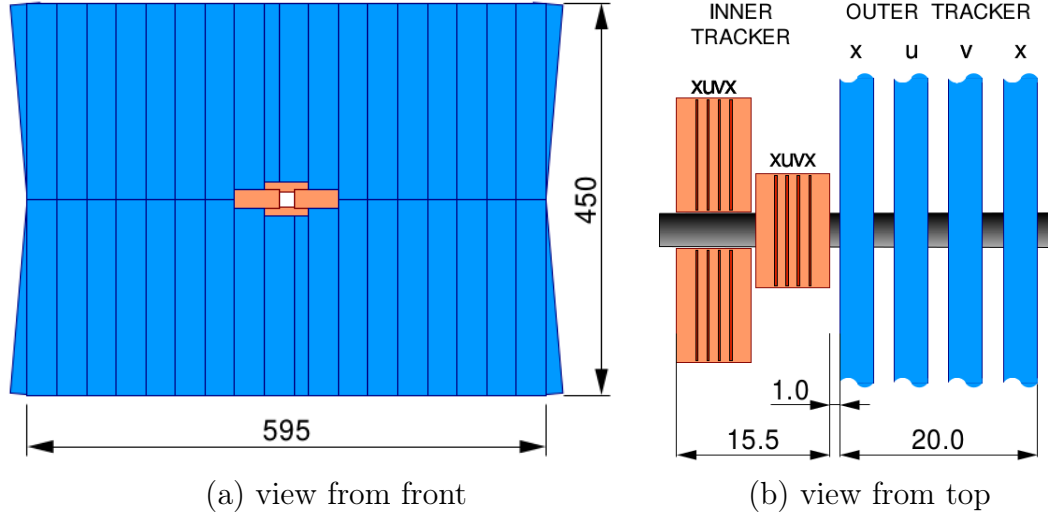 450
595
(a) view from front
INNER
TRACKER
OUTER TRACKER
xuvx
xuvx
x u v x
1.0
15.5
20.0
(b) view from top